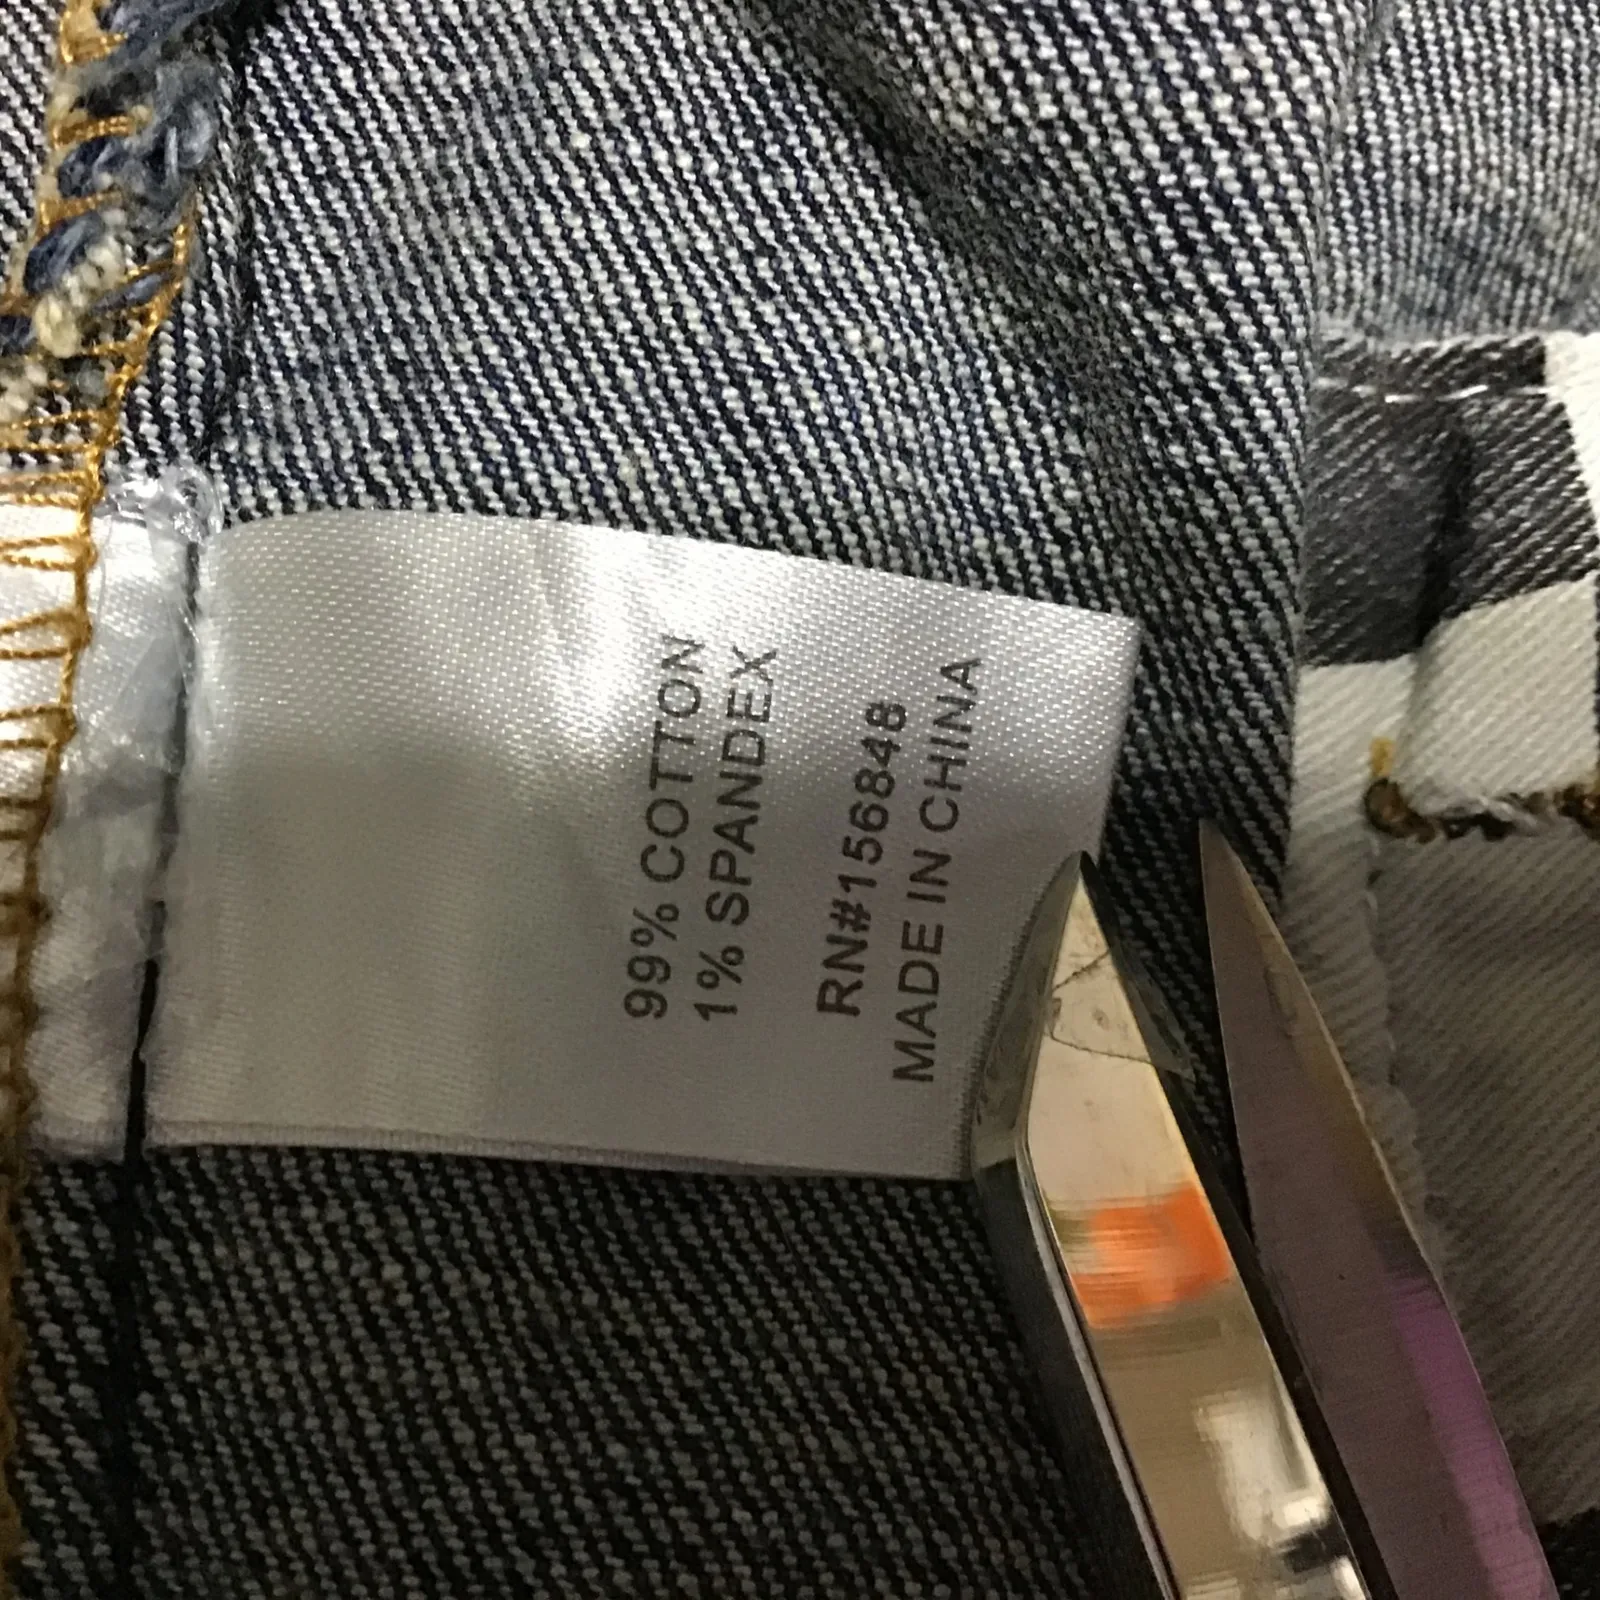 99% COTTON
1% SPANDEX
RN#156848
MADE IN CHINA